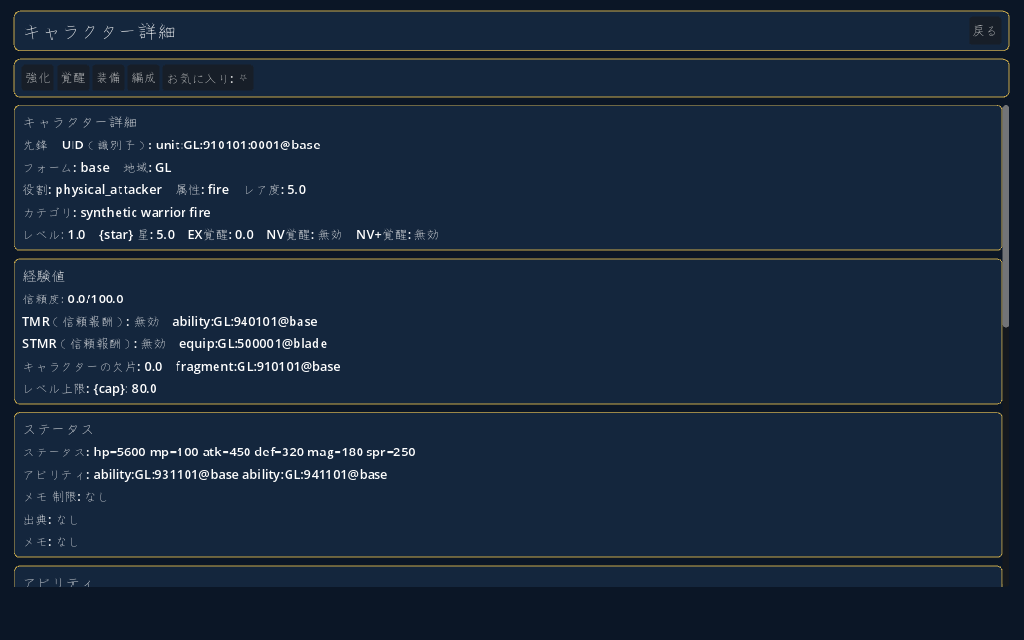 キャラクター詳細 戻る
強化 覚醒 装備 編成 お気に入り: ☆
キャラクター詳細
先鋒 UID（識別子）: unit:GL:910101:0001@base
フォーム: base 地域: GL
役割: physical_attacker 属性: fire レア度: 5.0
カテゴリ: synthetic warrior fire
レベル: 1.0 {star} 星: 5.0 EX覚醒: 0.0 NV覚醒: 無効 NV+覚醒: 無効
経験値
信頼度: 0.0/100.0
TMR（信頼報酬）: 無効 ability:GL:940101@base
STMR（信頼報酬）: 無効 equip:GL:500001@blade
キャラクターの欠片: 0.0 fragment:GL:910101@base
レベル上限: {cap}: 80.0
ステータス
ステータス: hp=5600 mp=100 atk=450 def=320 mag=180 spr=250
アビリティ: ability:GL:931101@base ability:GL:941101@base
メモ 制限: なし
出典: なし
メモ: なし
アビリティ